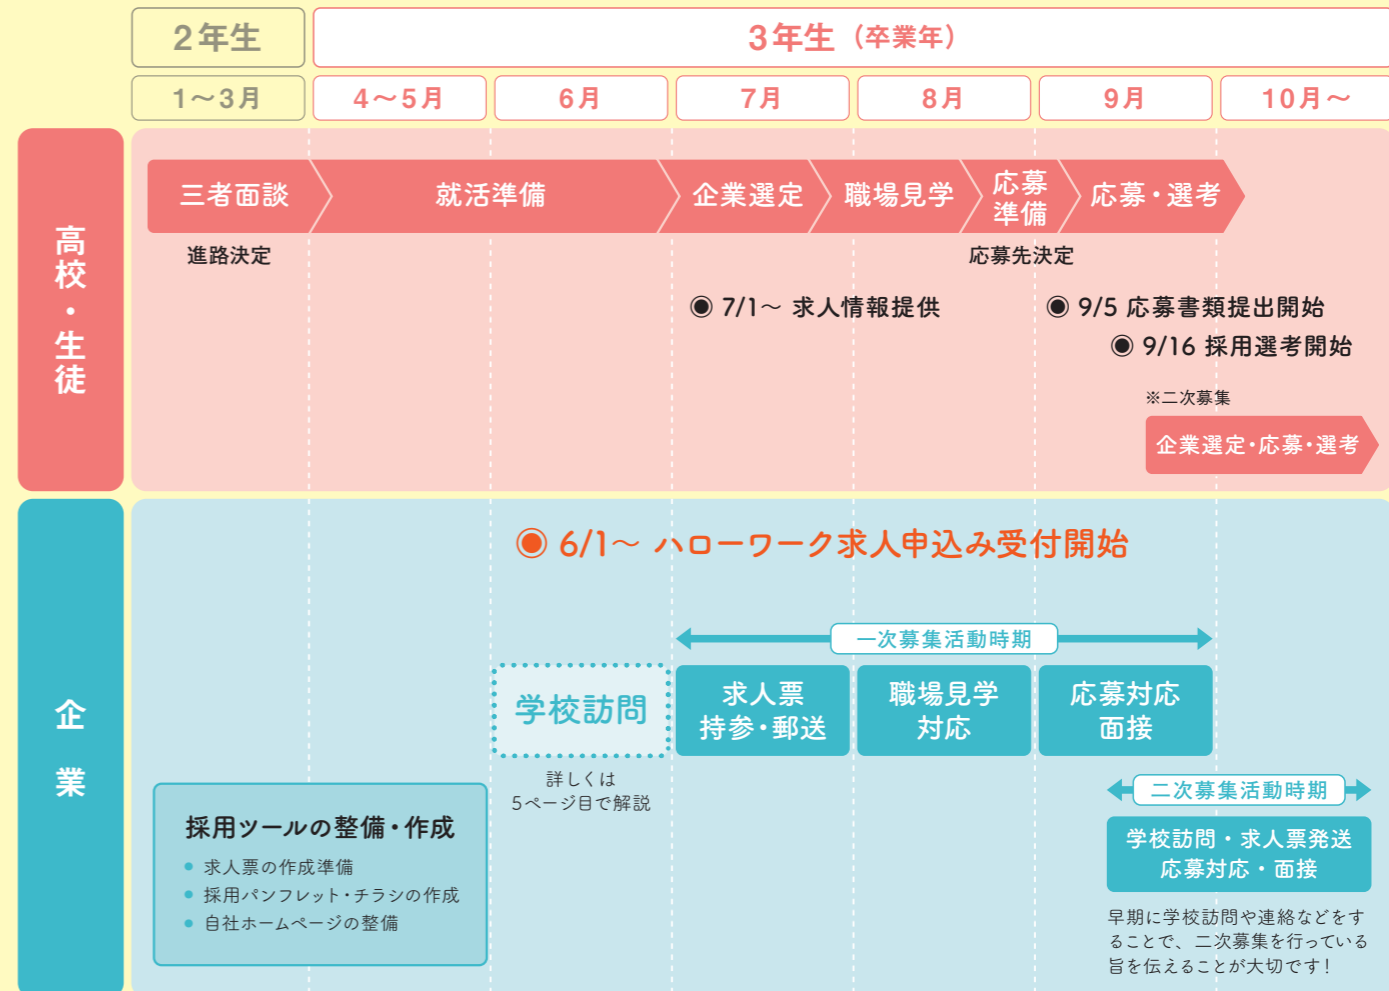 2年生
3年生（卒業年）
1～3月
4～5月
6月
7月
8月
9月
10月～
高校・生徒
三者面談
就活準備
企業選定
職場見学
応募
準備
応募・選考
進路決定
応募先決定
◉ 7/1～ 求人情報提供
◉ 9/5 応募書類提出開始
◉ 9/16 採用選考開始
※二次募集
企業選定・応募・選考
企業
◉ 6/1～ ハローワーク求人申込み受付開始
一次募集活動時期
学校訪問
求人票
持参・郵送
職場見学
対応
応募対応
面接
詳しくは
5ページ目で解説
採用ツールの整備・作成
● 求人票の作成準備
● 採用パンフレット・チラシの作成
● 自社ホームページの整備
二次募集活動時期
学校訪問・求人票発送
応募対応・面接
早期に学校訪問や連絡などをす
ることで、二次募集を行っている
旨を伝えることが大切です！